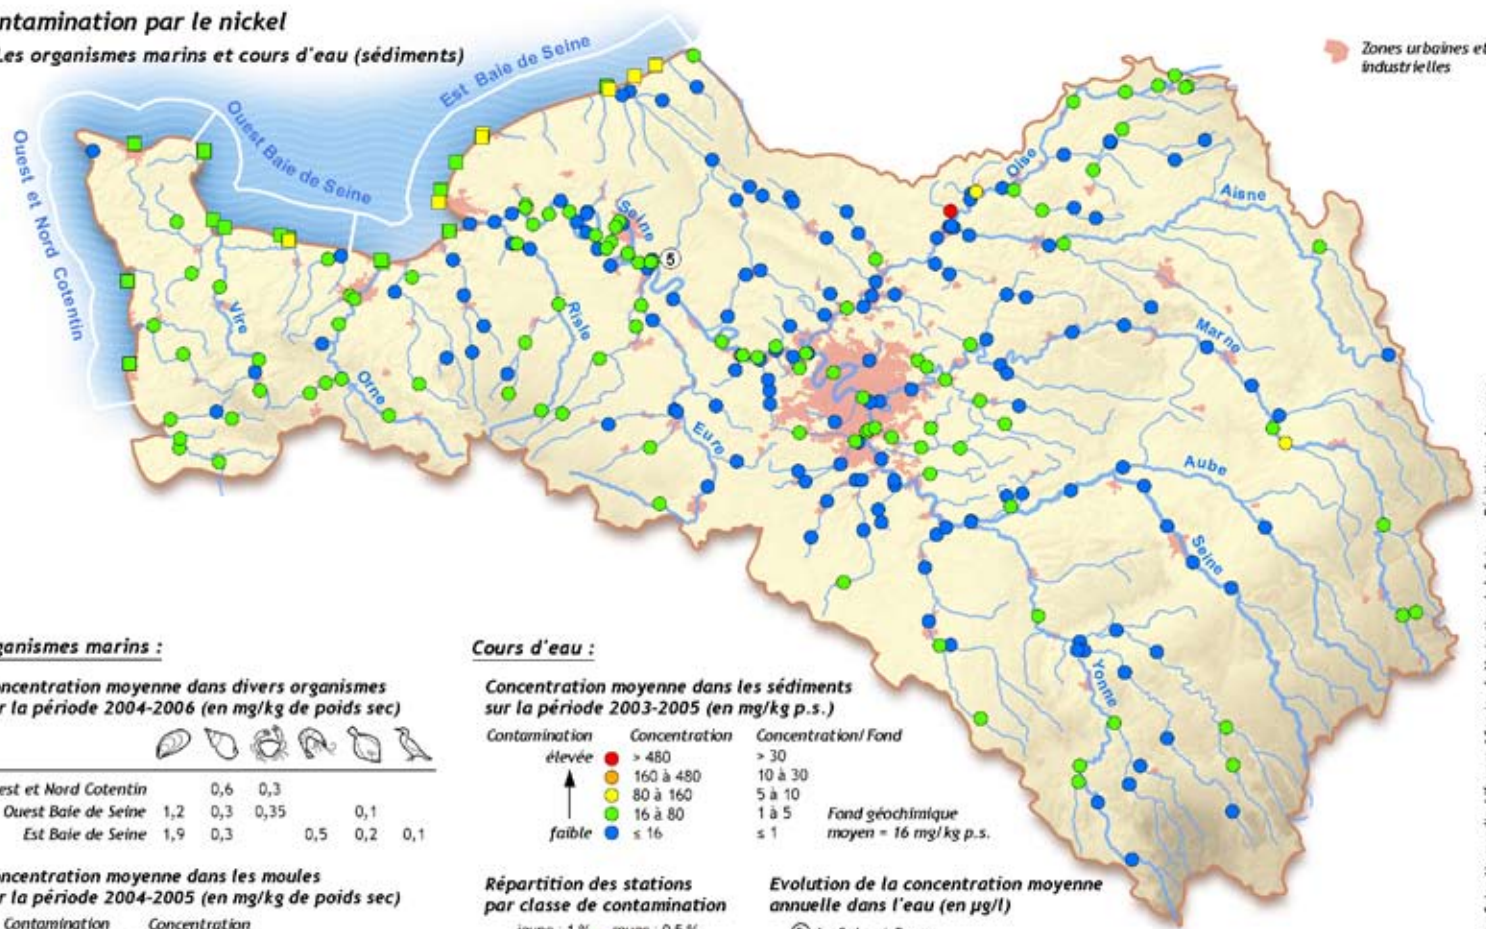 ntamination par le nickel
Les organismes marins et cours d'eau (sédiments)
Zones urbaines et
industrielles
Est Baie de Seine
Ouest Baie de Seine
Ouest et Nord Cotentin
Oise
Aisne
Seine
5
Vire
Risle
Orne
Marne
Eure
Aube
Seine
Yonne
ganismes marins :
oncentration moyenne dans divers organismes
r la période 2004-2006 (en mg/kg de poids sec)
est et Nord Cotentin 0,6 0,3
Ouest Baie de Seine 1,2 0,3 0,35 0,1
Est Baie de Seine 1,9 0,3 0,5 0,2 0,1
oncentration moyenne dans les moules
r la période 2004-2005 (en mg/kg de poids sec)
Contamination Concentration
Cours d'eau :
Concentration moyenne dans les sédiments
sur la période 2003-2005 (en mg/kg p.s.)
Contamination Concentration Concentration/Fond
élevée > 480 > 30
160 à 480 10 à 30
80 à 160 5 à 10
16 à 80 1 à 5 Fond géochimique
faible ≤ 16 ≤ 1 moyen = 16 mg/kg p.s.
Répartition des stations
par classe de contamination
Evolution de la concentration moyenne
annuelle dans l'eau (en µg/l)